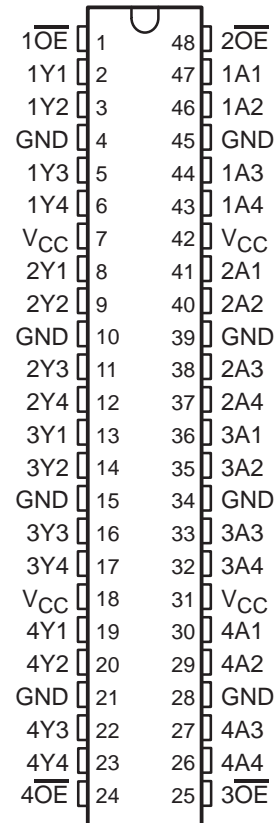 1O̅E̅ 1 48 2O̅E̅
1Y1 2 47 1A1
1Y2 3 46 1A2
GND 4 45 GND
1Y3 5 44 1A3
1Y4 6 43 1A4
VCC 7 42 VCC
2Y1 8 41 2A1
2Y2 9 40 2A2
GND 10 39 GND
2Y3 11 38 2A3
2Y4 12 37 2A4
3Y1 13 36 3A1
3Y2 14 35 3A2
GND 15 34 GND
3Y3 16 33 3A3
3Y4 17 32 3A4
VCC 18 31 VCC
4Y1 19 30 4A1
4Y2 20 29 4A2
GND 21 28 GND
4Y3 22 27 4A3
4Y4 23 26 4A4
4O̅E̅ 24 25 3O̅E̅